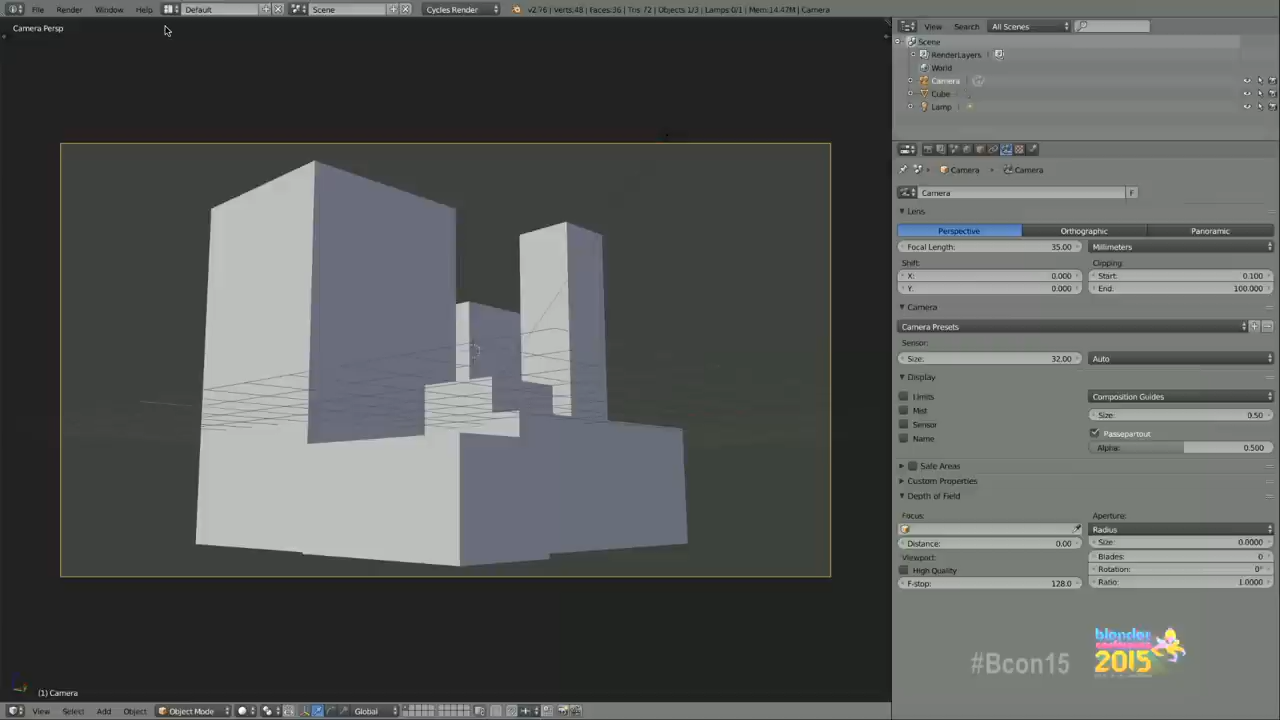 File Render Window Help Default Scene Cycles Render v2.76 | Verts:48 | Faces:36 | Tris:72 | Objects:1/3 | Lamps:0/1 | Mem:14.47M | Camera
Camera Persp
View Search All Scenes
Scene
RenderLayers
World
Camera
Cube
Lamp
Camera Camera
Camera F
Lens
Perspective Orthographic Panoramic
Focal Length: 35.00 Millimeters
Shift: Clipping:
X: 0.000 Start: 0.100
Y: 0.000 End: 100.000
Camera
Camera Presets
Sensor:
Size: 32.00 Auto
Display
Limits Composition Guides
Mist Size: 0.50
Sensor Passepartout
Name Alpha: 0.500
Safe Areas
Custom Properties
Depth of Field
Focus: Aperture:
Radius
Distance: 0.00 Size: 0.0000
Viewport: Blades: 0
High Quality Rotation: 0°
F-stop: 128.0 Ratio: 1.0000
#Bcon15 blender conference 2015
(1) Camera
View Select Add Object Object Mode Global